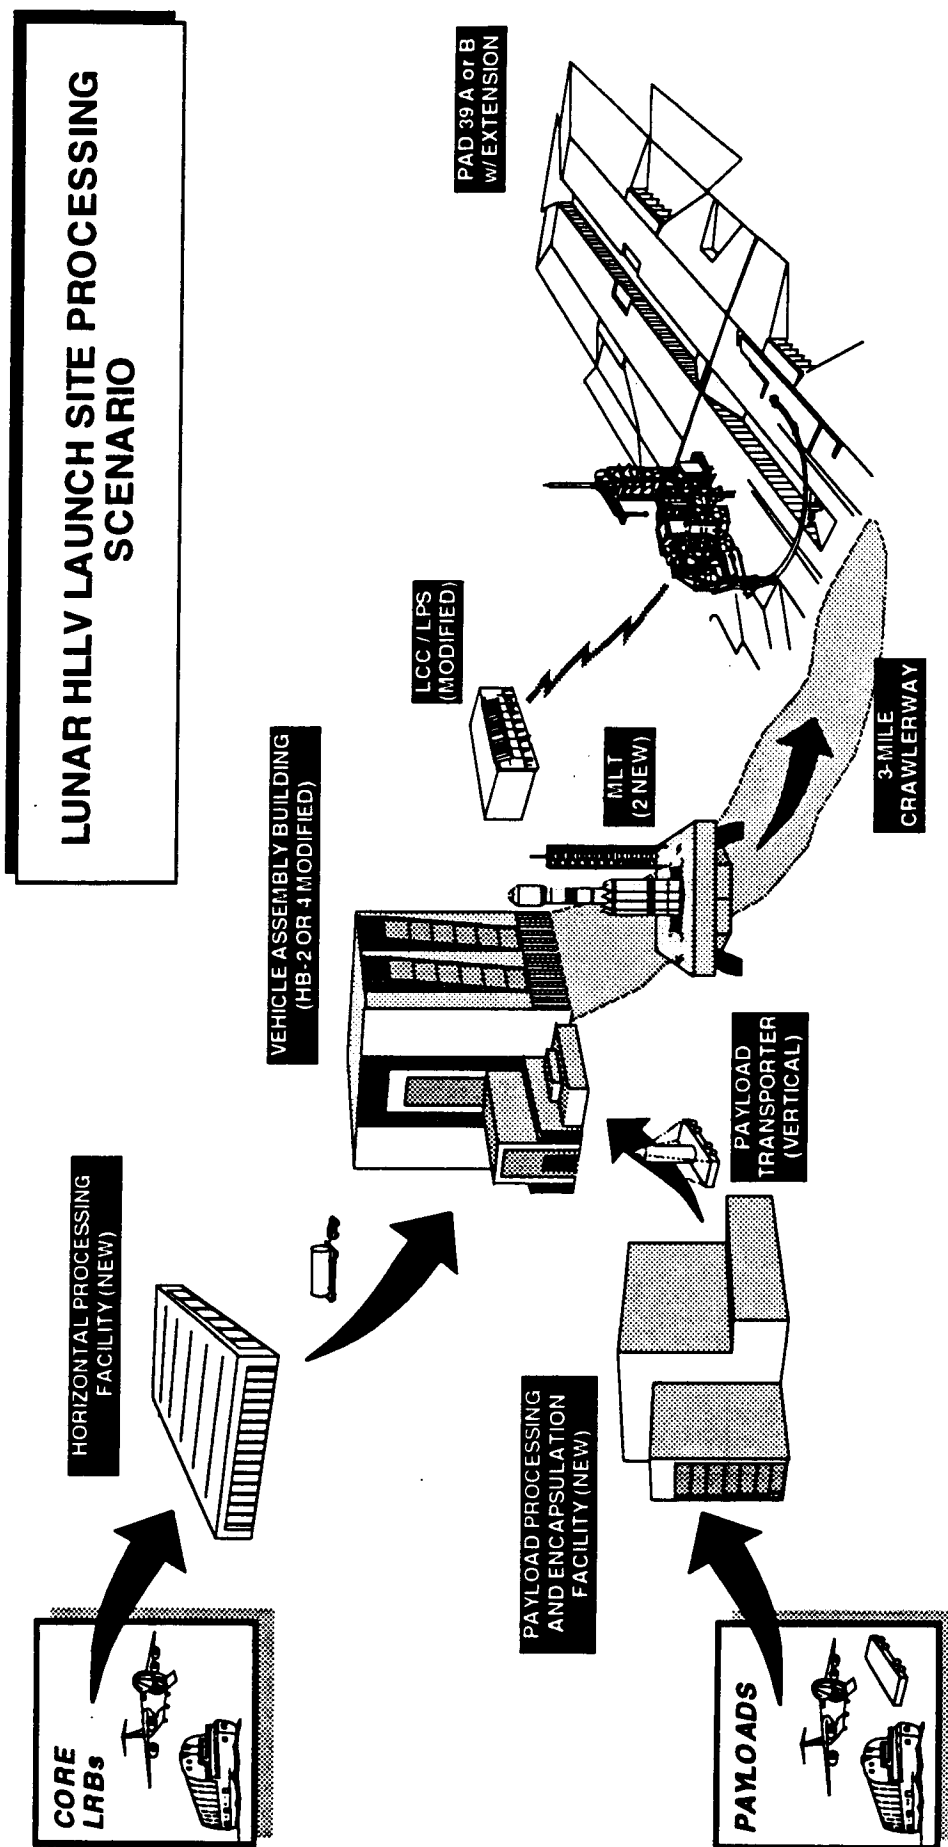 LUNAR HLLV LAUNCH SITE PROCESSING
SCENARIO
CORE
LRBs
HORIZONTAL PROCESSING
FACILITY (NEW)
VEHICLE ASSEMBLY BUILDING
(HB-2 OR 4 MODIFIED)
LCC / LPS
(MODIFIED)
PAD 39 A or B
w/ EXTENSION
PAYLOADS
PAYLOAD PROCESSING
AND ENCAPSULATION
FACILITY (NEW)
PAYLOAD
TRANSPORTER
(VERTICAL)
MLT
(2 NEW)
3-MILE
CRAWLERWAY